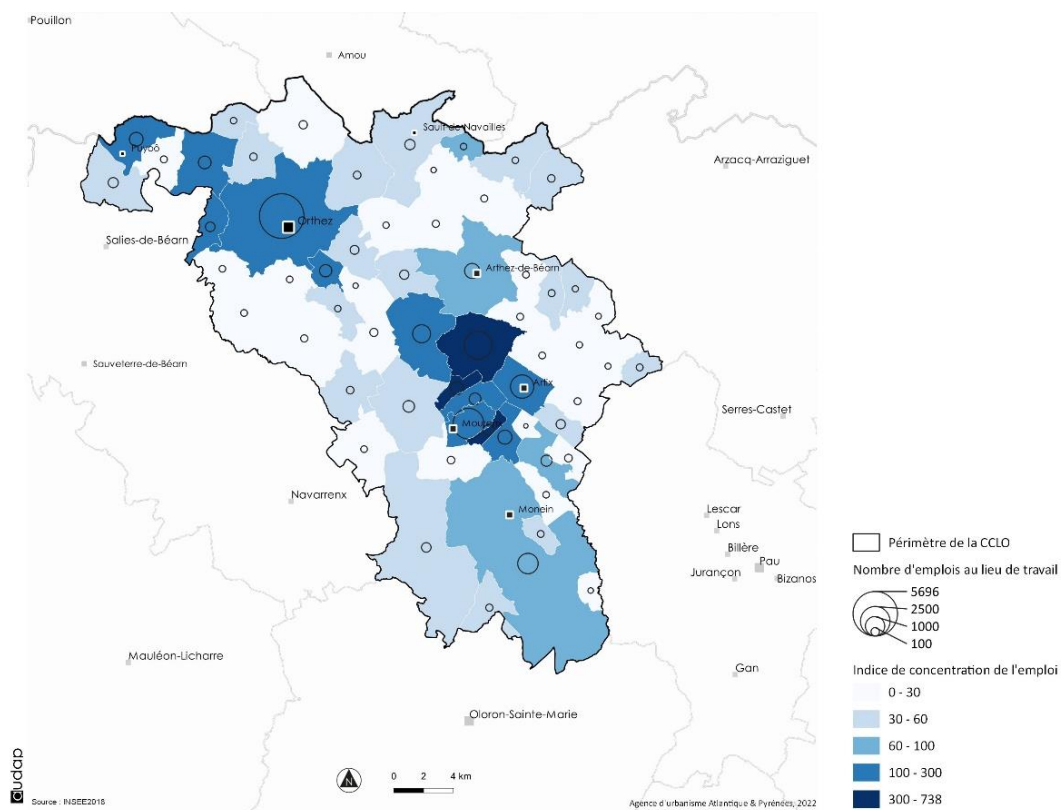 Pouillon
Amou
Sault-de-Navailles
Puyoô
Arzacq-Arraziguet
Orthez
Salies-de-Béarn
Arthez-de-Béarn
Sauveterre-de-Béarn
Artix
Serres-Castet
Navarrenx
Monein
Lescar
Lons
Billère
Pau
Jurançon
Bizanos
Mauléon-Licharre
Gan
Oloron-Sainte-Marie
Périmètre de la CCLO
Nombre d'emplois au lieu de travail
5696
2500
1000
100
Indice de concentration de l'emploi
0 - 30
30 - 60
60 - 100
100 - 300
300 - 738
audap
Source : INSEE2018
N
0 2 4 km
Agence d'urbanisme Atlantique & Pyrénées, 2022